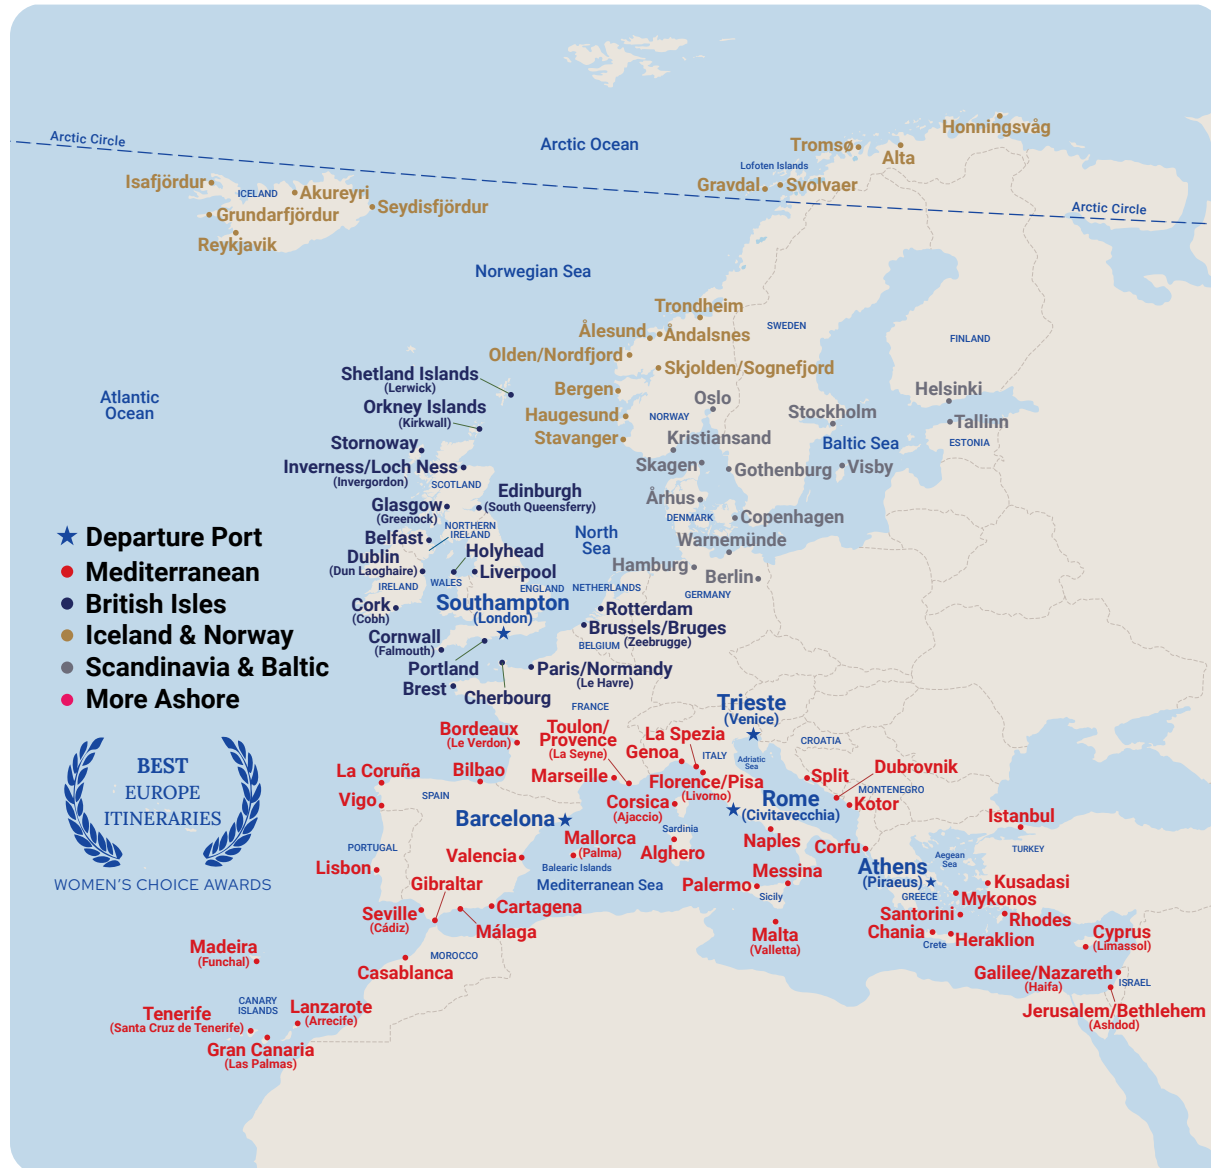 Arctic Circle
Arctic Ocean
Honningsvåg
Tromsø
Alta
Lofoten Islands
Gravdal
Svolvaer
Arctic Circle
Isafjördur
ICELAND
Akureyri
Seydisfjördur
Grundarfjördur
Reykjavik
Norwegian Sea
Trondheim
Ålesund
Åndalsnes
SWEDEN
FINLAND
Olden/Nordfjord
Skjolden/Sognefjord
Shetland Islands
(Lerwick)
Bergen
Helsinki
Atlantic
Ocean
Orkney Islands
(Kirkwall)
Haugesund
NORWAY
Oslo
Stockholm
Tallinn
Stavanger
Kristiansand
Baltic Sea
ESTONIA
Stornoway
Inverness/Loch Ness
(Invergordon)
Skagen
Gothenburg
Visby
SCOTLAND
Edinburgh
(South Queensferry)
Århus
Glasgow
(Greenock)
DENMARK
Copenhagen
NORTHERN
IRELAND
North
Sea
Belfast
Warnemünde
Holyhead
Dublin
(Dun Laoghaire)
Liverpool
Hamburg
Berlin
IRELAND
WALES
ENGLAND
NETHERLANDS
GERMANY
Southampton
(London)
Cork
(Cobh)
Rotterdam
Brussels/Bruges
(Zeebrugge)
BELGIUM
Cornwall
(Falmouth)
Portland
Paris/Normandy
(Le Havre)
Brest
Cherbourg
Departure Port
Mediterranean
British Isles
Iceland & Norway
Scandinavia & Baltic
More Ashore
FRANCE
Trieste
(Venice)
Bordeaux
(Le Verdon)
Toulon/
Provence
(La Seyne)
La Spezia
Genoa
ITALY
Adriatic
Sea
CROATIA
BEST
EUROPE
ITINERARIES
WOMEN'S CHOICE AWARDS
La Coruña
Bilbao
Marseille
Florence/Pisa
(Livorno)
Split
Dubrovnik
MONTENEGRO
Vigo
SPAIN
Corsica
(Ajaccio)
Rome
(Civitavecchia)
Kotor
Istanbul
Barcelona
Sardinia
Mallorca
(Palma)
Alghero
Naples
Corfu
TURKEY
PORTUGAL
Valencia
Balearic Islands
Aegean
Sea
Lisbon
Gibraltar
Mediterranean Sea
Palermo
Messina
Sicily
Athens
(Piraeus)
GREECE
Kusadasi
Mykonos
Seville
(Cádiz)
Cartagena
Málaga
Santorini
Rhodes
Malta
(Valletta)
Chania
Heraklion
Crete
Cyprus
(Limassol)
Madeira
(Funchal)
MOROCCO
Casablanca
Galilee/Nazareth
(Haifa)
ISRAEL
Tenerife
(Santa Cruz de Tenerife)
CANARY
ISLANDS
Lanzarote
(Arrecife)
Jerusalem/Bethlehem
(Ashdod)
Gran Canaria
(Las Palmas)